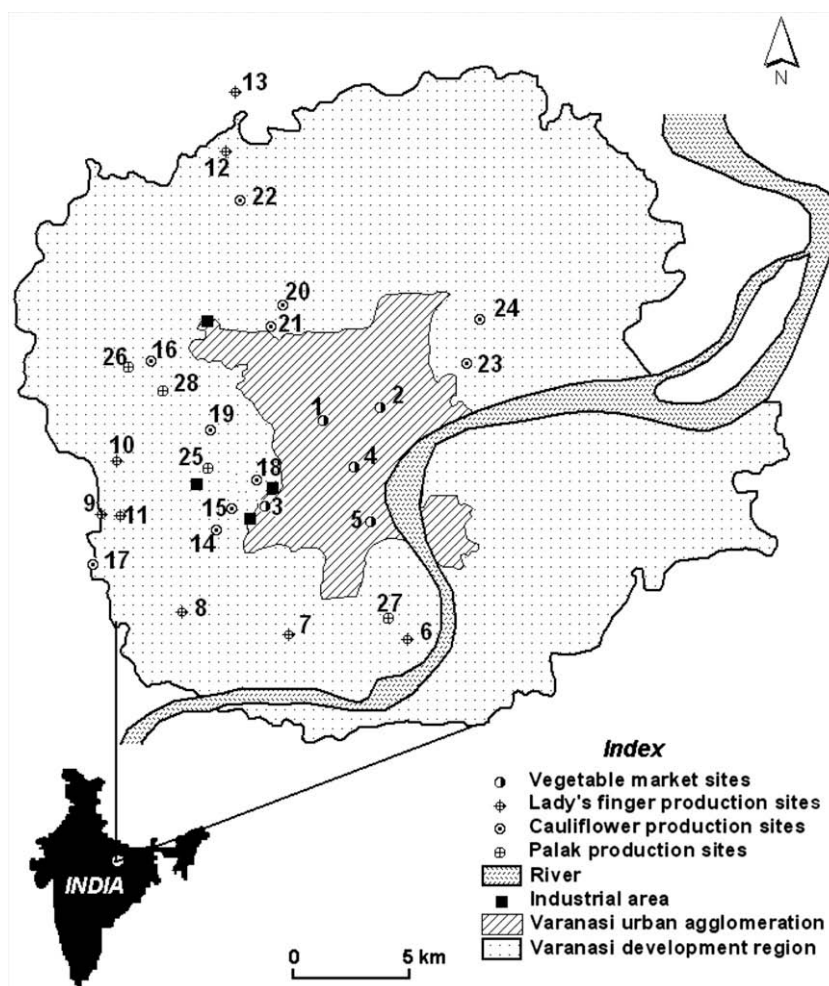 N
13
12
22
20
21
24
23
26
16
28
19
1
2
10
25
18
4
9
11
15
3
5
14
17
8
7
27
6
Index
Vegetable market sites
Lady's finger production sites
Cauliflower production sites
Palak production sites
River
Industrial area
Varanasi urban agglomeration
Varanasi development region
INDIA
0 5 km